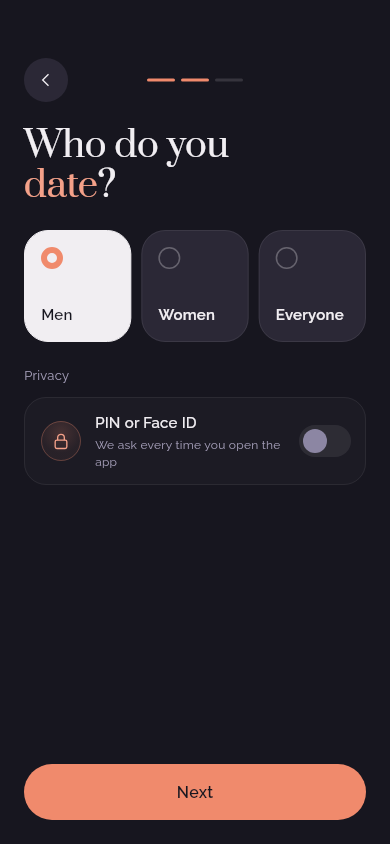 Who do you
date?
Men
Women
Everyone
Privacy
PIN or Face ID
We ask every time you open the
app
Next